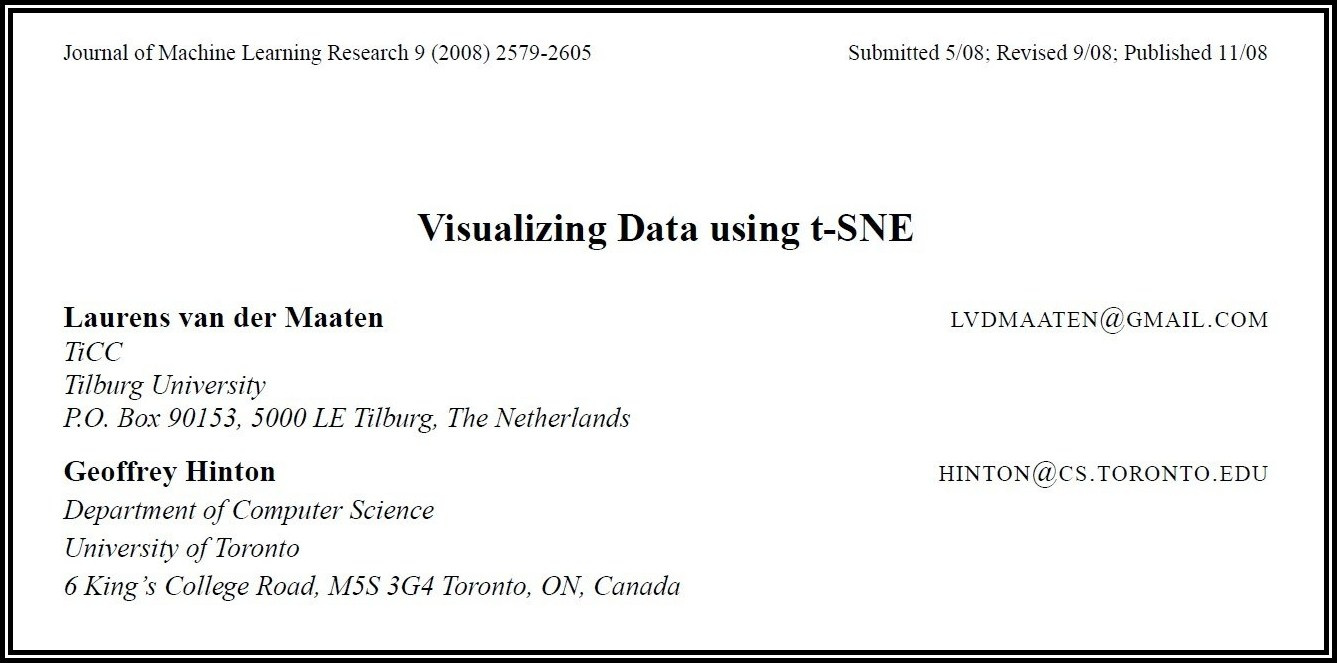 Journal of Machine Learning Research 9 (2008) 2579-2605 Submitted 5/08; Revised 9/08; Published 11/08
Visualizing Data using t-SNE
Laurens van der Maaten LVDMAATEN@GMAIL.COM
TiCC
Tilburg University
P.O. Box 90153, 5000 LE Tilburg, The Netherlands
Geoffrey Hinton HINTON@CS.TORONTO.EDU
Department of Computer Science
University of Toronto
6 King's College Road, M5S 3G4 Toronto, ON, Canada